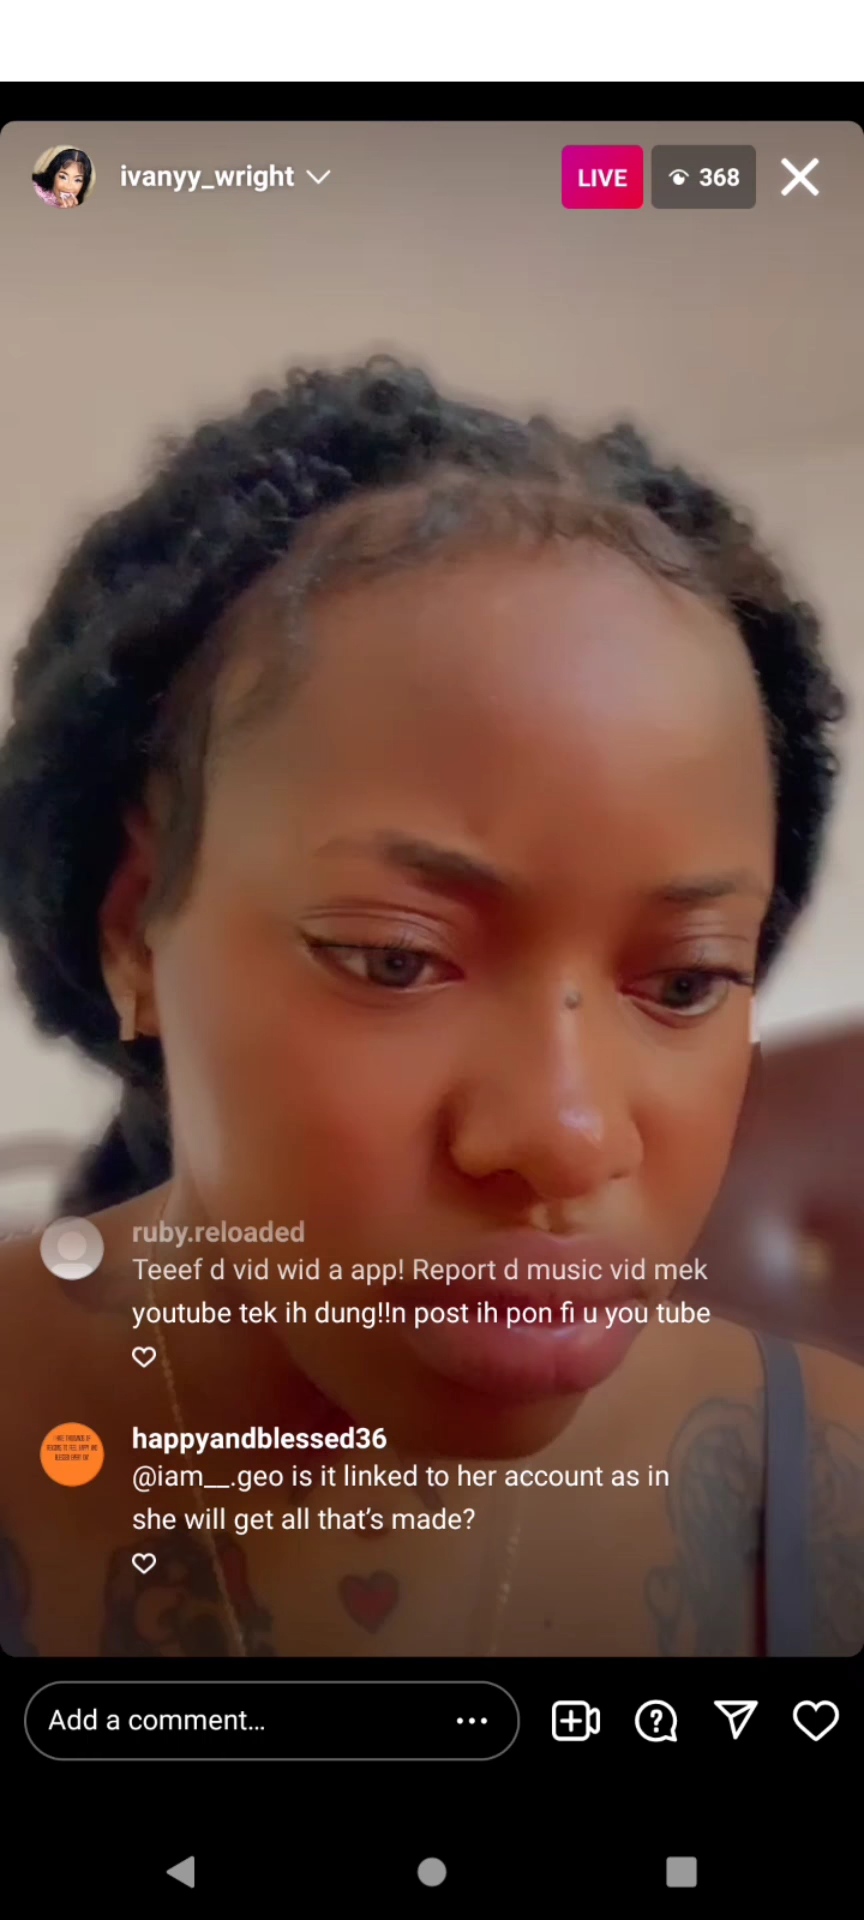 ivanyy_wright
LIVE
368
ruby.reloaded
Teeef d vid wid a app! Report d music vid mek
youtube tek ih dung!!n post ih pon fi u you tube
happyandblessed36
@iam__.geo is it linked to her account as in
she will get all that’s made?
Add a comment...